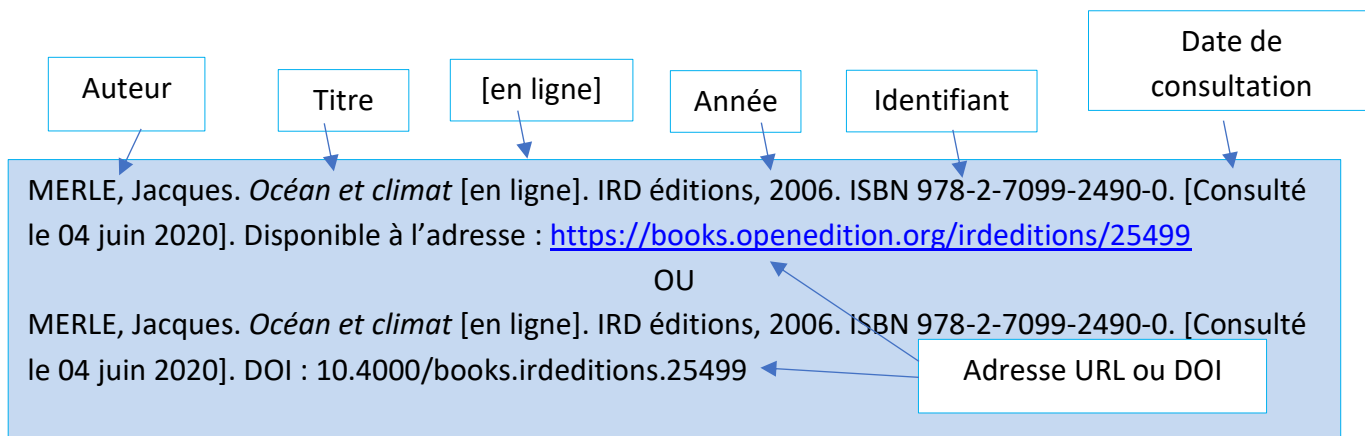 Date de
consultation
Auteur
Titre
[en ligne]
Année
Identifiant
MERLE, Jacques. Océan et climat [en ligne]. IRD éditions, 2006. ISBN 978-2-7099-2490-0. [Consulté
le 04 juin 2020]. Disponible à l’adresse : https://books.openedition.org/irdeditions/25499
OU
MERLE, Jacques. Océan et climat [en ligne]. IRD éditions, 2006. ISBN 978-2-7099-2490-0. [Consulté
le 04 juin 2020]. DOI : 10.4000/books.irdeditions.25499
Adresse URL ou DOI